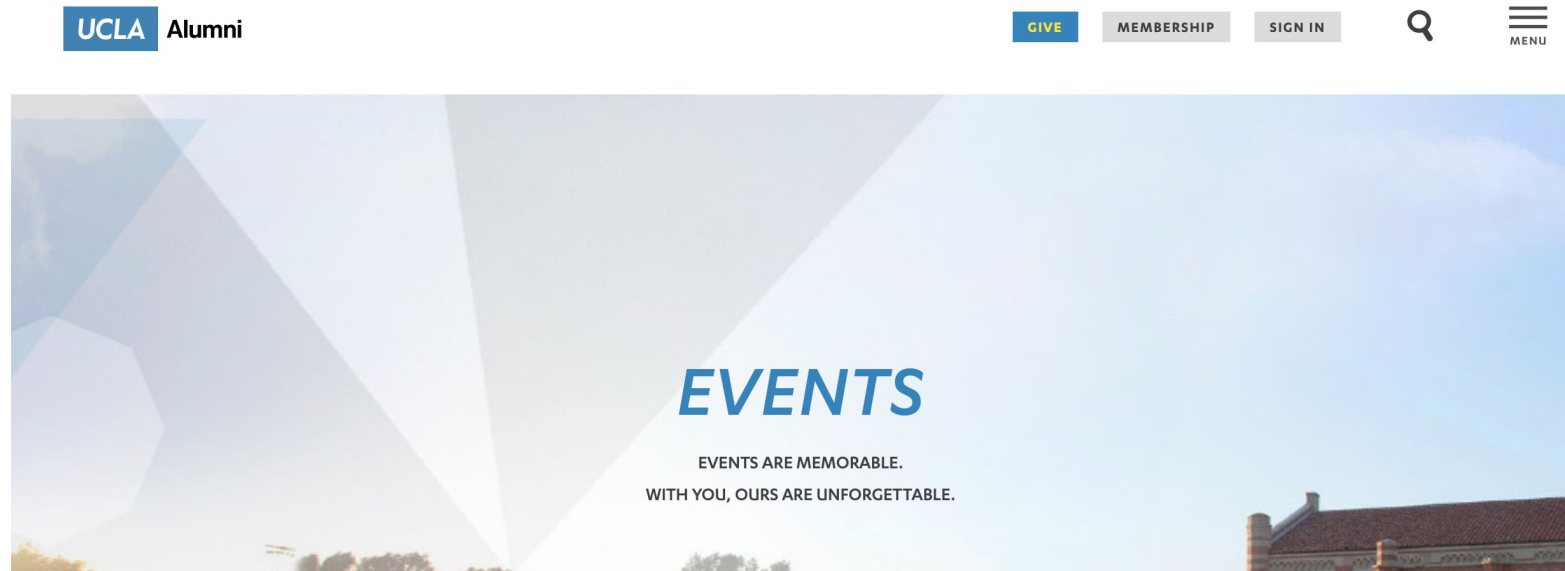 UCLA Alumni
GIVE
MEMBERSHIP
SIGN IN
MENU
EVENTS
EVENTS ARE MEMORABLE.
WITH YOU, OURS ARE UNFORGETTABLE.